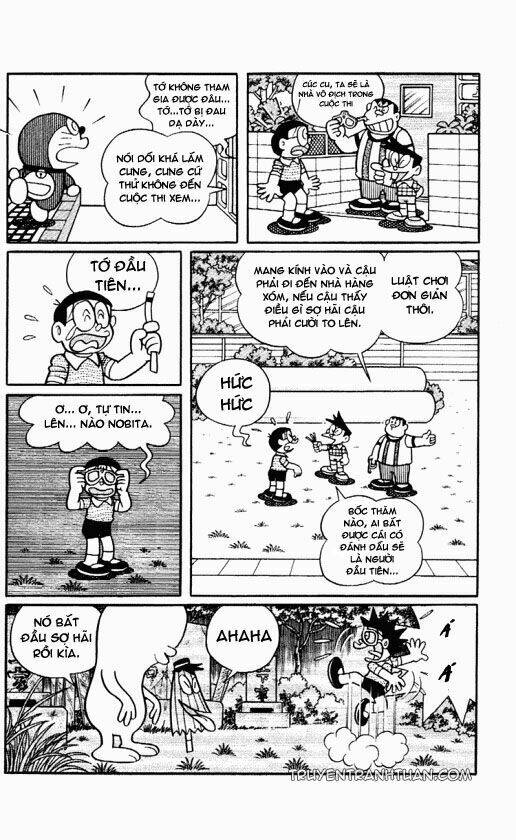 TỚ KHÔNG THAM
GIA ĐƯỢC ĐÂU...
TỚ...TỚ BỊ ĐAU
DẠ DÀY...
NÓI DỐI KHÁ LẮM
CUNG, CUNG CỨ
THỬ KHÔNG ĐẾN
CUỘC THI XEM...
CÚC CU, TA SẼ LÀ
NHÀ VÔ ĐỊCH TRONG
CUỘC THI
TỚ ĐẦU
TIÊN...
Ơ... Ơ, TỰ TIN...
LÊN... NÀO NOBITA.
MANG KÍNH VÀO VÀ CẬU
PHẢI ĐI ĐẾN NHÀ HÀNG
XÓM, NẾU CẬU THẤY
ĐIỀU GÌ SỢ HÃI CẬU
PHẢI CƯỜI TO LÊN.
LUẬT CHƠI
ĐƠN GIẢN
THÔI.
HỨC
HỨC
BỐC THĂM
NÀO, AI BẮT
ĐƯỢC CÁI CÓ
ĐÁNH DẤU SẼ
LÀ NGƯỜI
ĐẦU TIÊN...
NÓ BẮT
ĐẦU SỢ HÃI
RỒI KÌA.
AHAHA
Á
Á
TRUYENTRANHTUAN.COM